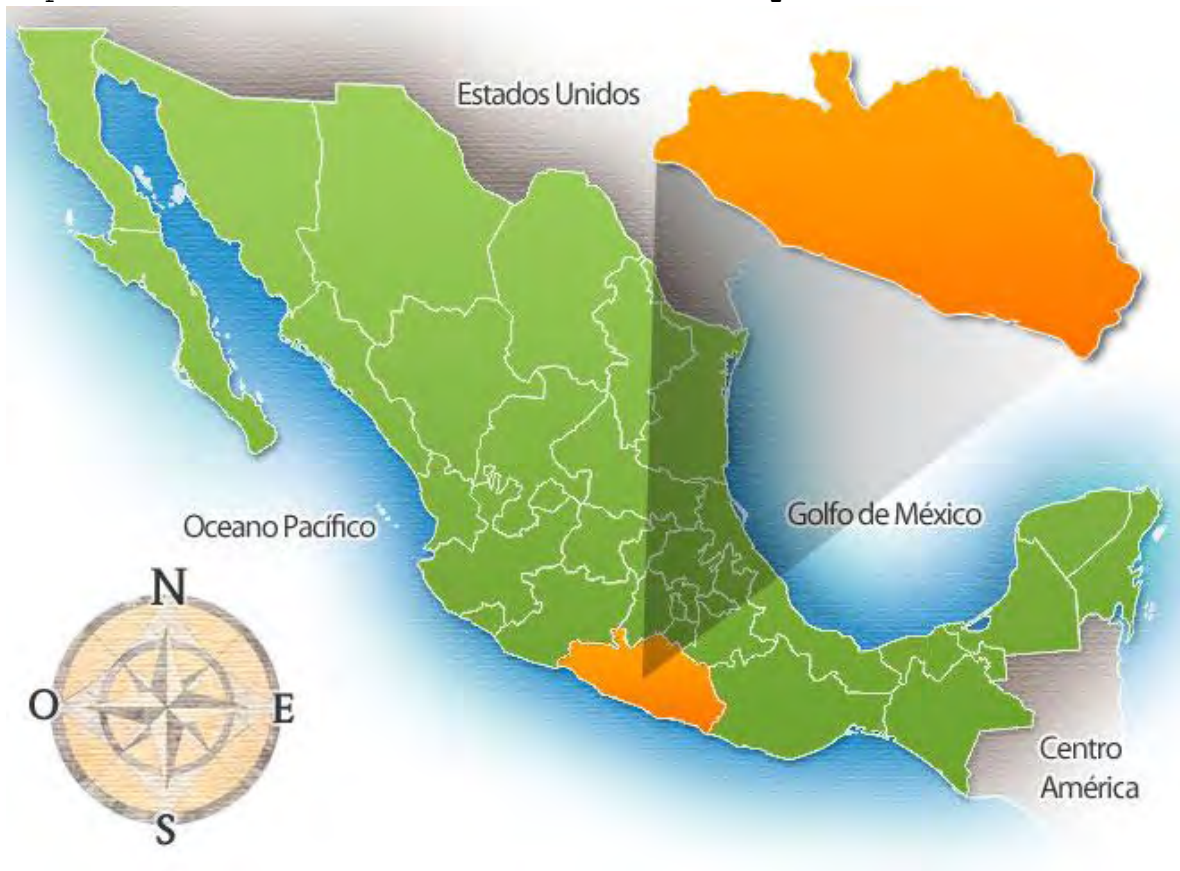 Estados Unidos
Golfo de México
Oceano Pacífico
N
O
E
S
Centro
América